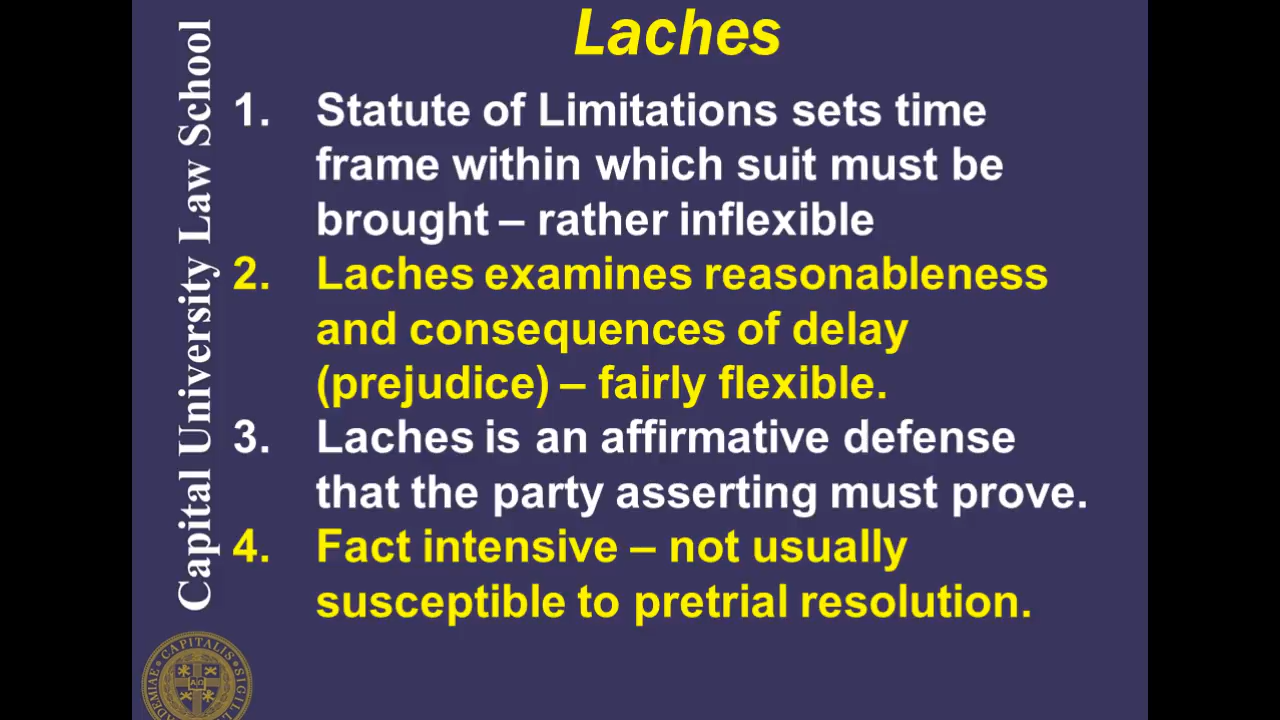 Laches
Capital University Law School
1. Statute of Limitations sets time
frame within which suit must be
brought – rather inflexible
2. Laches examines reasonableness
and consequences of delay
(prejudice) – fairly flexible.
3. Laches is an affirmative defense
that the party asserting must prove.
4. Fact intensive – not usually
susceptible to pretrial resolution.
CAPITALIS